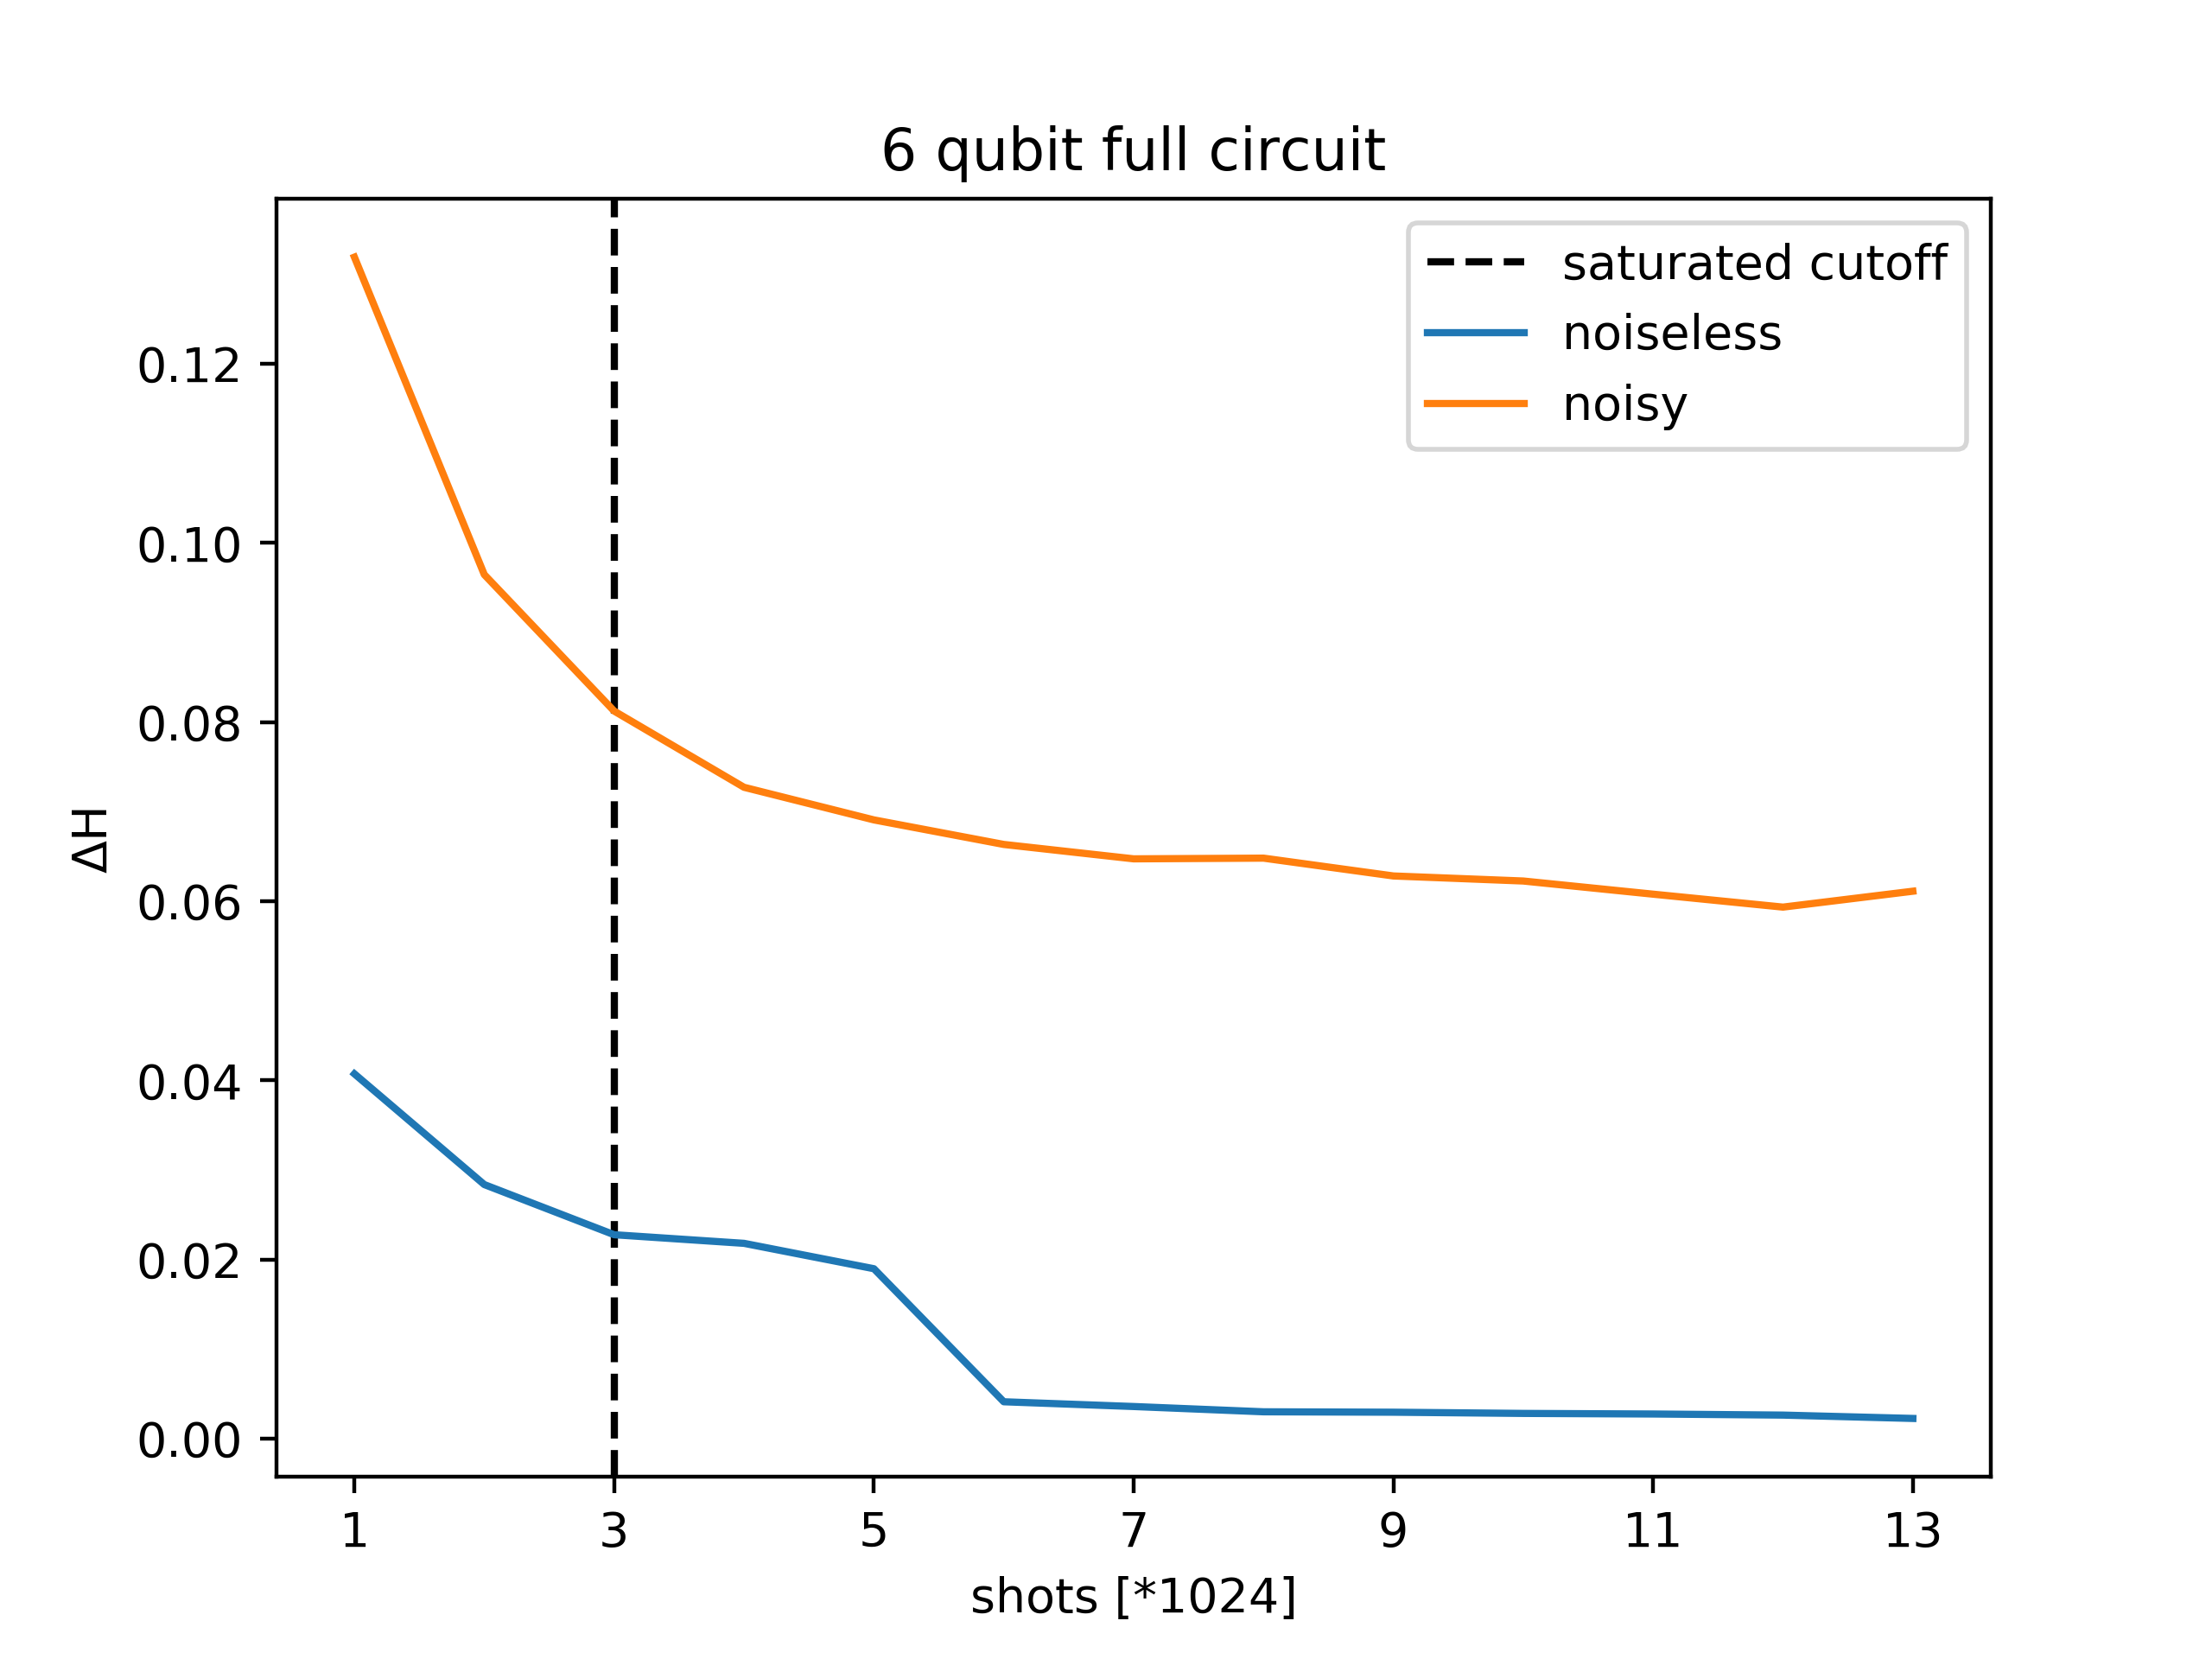 6 qubit full circuit
saturated cutoff
noiseless
noisy
0.12
0.10
0.08
0.06
0.04
0.02
0.00
ΔH
1 3 5 7 9 11 13
shots [*1024]